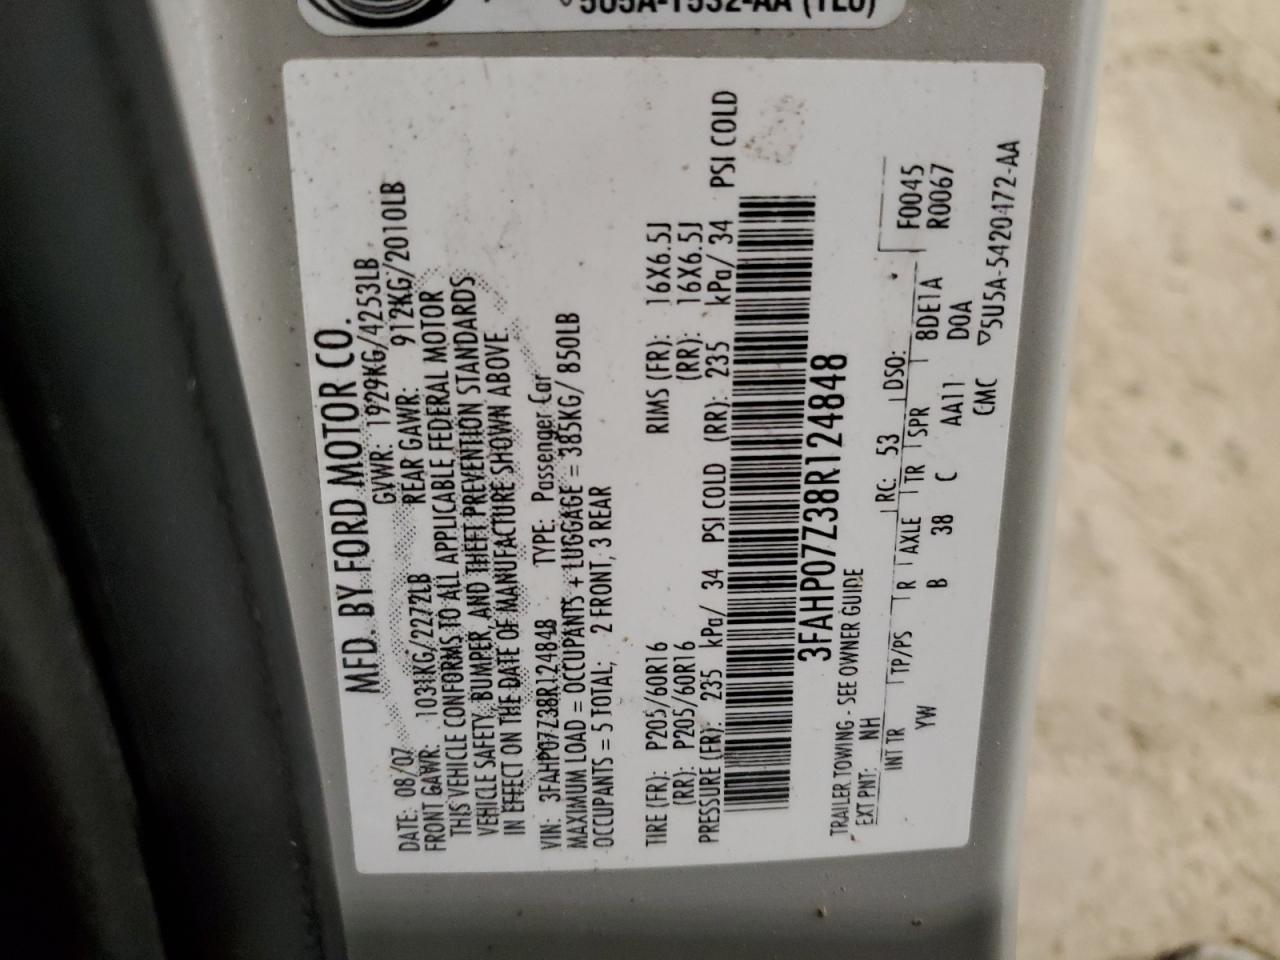 5U5A-1532-AA (TEU)
MFD. BY FORD MOTOR CO.
DATE: 08/07 GVWR: 1929KG/4253LB
FRONT GAWR: 1031KG/2272LB REAR GAWR: 912KG/2010LB
THIS VEHICLE CONFORMS TO ALL APPLICABLE FEDERAL MOTOR
VEHICLE SAFETY, BUMPER, AND THEFT PREVENTION STANDARDS
IN EFFECT ON THE DATE OF MANUFACTURE SHOWN ABOVE.
VIN: 3FAHP07Z38R124848 TYPE: Passenger Car
MAXIMUM LOAD = OCCUPANTS + LUGGAGE = 385KG/ 850LB
OCCUPANTS = 5 TOTAL; 2 FRONT, 3 REAR
TIRE (FR): P205/60R16 RIMS (FR): 16X6.5J
(RR): P205/60R16 (RR): 16X6.5J
PRESSURE (FR): 235 kPa/ 34 PSI COLD (RR): 235 kPa/ 34 PSI COLD
3FAHP07Z38R124848
TRAILER TOWING - SEE OWNER GUIDE
EXT PNT: NH RC: 53 DSO: F0045
INT TR TP/PS R AXLE TR SPR R0067
YW B 38 C AA11 8DE1A
CMC D0A
▽5U5A-5420472-AA